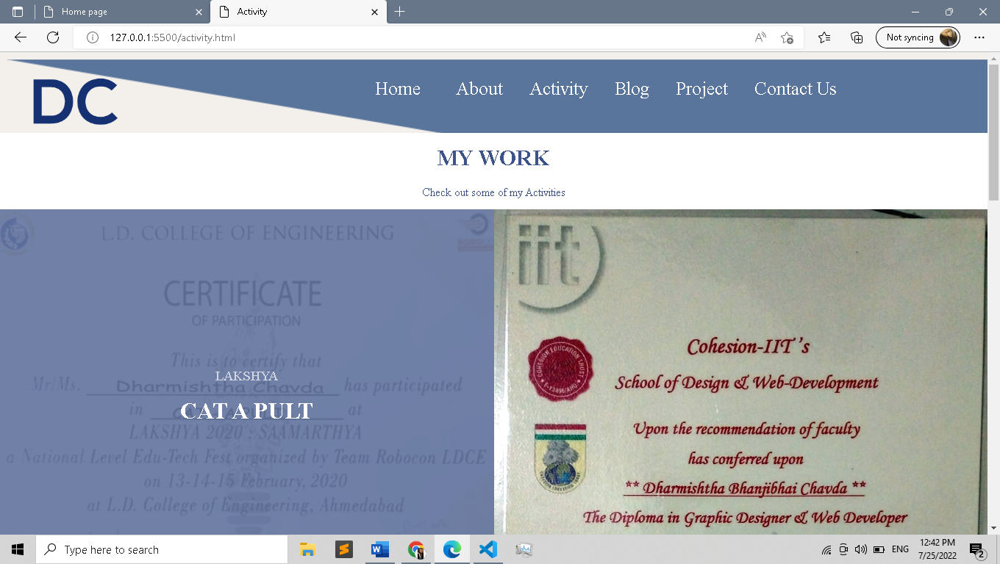 Home page
Activity
127.0.0.1:5500/activity.html
Not syncing
DC
Home About Activity Blog Project Contact Us
MY WORK
Check out some of my Activities
L.D. COLLEGE OF ENGINEERING
CERTIFICATE
OF PARTICIPATION
This is to certify that
LAKSHYA
Mr/Ms. Dharmishtha Chavda has participated
CAT A PULT
in at
LAKSHYA 2020 : SAAMARTHYA
a National Level Edu-Tech Fest organized by Team Robocon LDCE
on 13-14-15 February, 2020
at L.D. College of Engineering, Ahmedabad
iit
COHESION EDUCATION TRUST
Cohesion-IIT's
School of Design & Web-Development
Upon the recommendation of faculty
has conferred upon
** Dharmishtha Bhanjibhai Chavda **
The Diploma in Graphic Designer & Web Developer
Type here to search
ENG
12:42 PM
7/25/2022
2